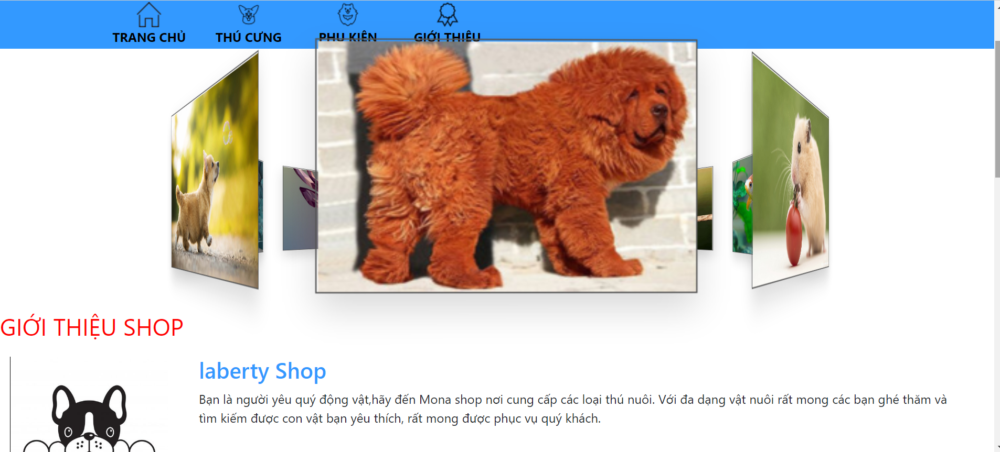 TRANG CHỦ
THÚ CƯNG
PHỤ KIỆN
GIỚI THIỆU
GIỚI THIỆU SHOP
laberty Shop
Bạn là người yêu quý động vật,hãy đến Mona shop nơi cung cấp các loại thú nuôi. Với đa dạng vật nuôi rất mong các bạn ghé thăm và
tìm kiếm được con vật bạn yêu thích, rất mong được phục vụ quý khách.